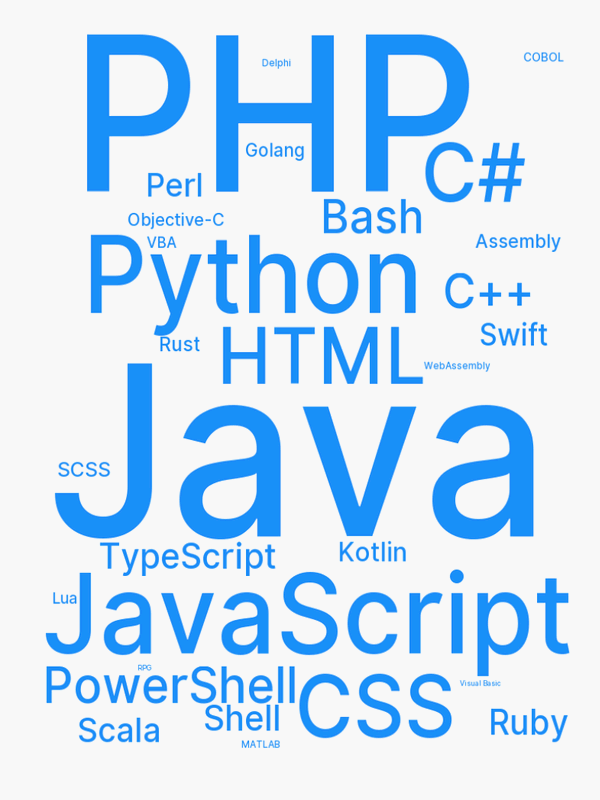 PHP
COBOL
Delphi
Golang
C#
Perl
Bash
Objective-C
VBA
Assembly
Python
C++
Swift
Rust
HTML
WebAssembly
Java
SCSS
TypeScript
Kotlin
Lua
JavaScript
RPG
PowerShell
CSS
Visual Basic
Shell
Ruby
Scala
MATLAB